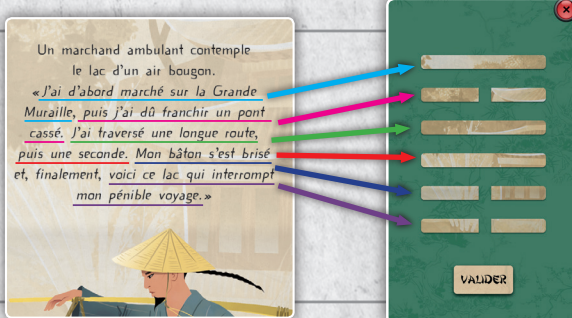 Un marchand ambulant contemple
le lac d'un air bougon.
«J'ai d'abord marché sur la Grande
Muraille, puis j'ai dû franchir un pont
cassé. J'ai traversé une longue route,
puis une seconde. Mon bâton s'est brisé
et, finalement, voici ce lac qui interrompt
mon pénible voyage.»
VALIDER